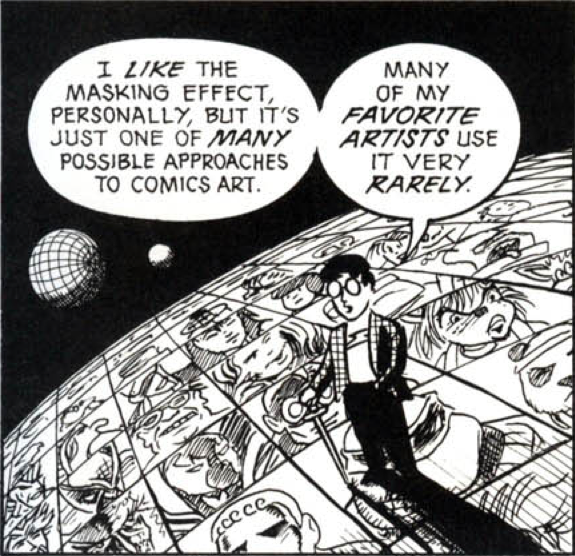 I LIKE THE
MASKING EFFECT,
PERSONALLY, BUT IT'S
JUST ONE OF MANY
POSSIBLE APPROACHES
TO COMICS ART.
MANY
OF MY
FAVORITE
ARTISTS USE
IT VERY
RARELY.